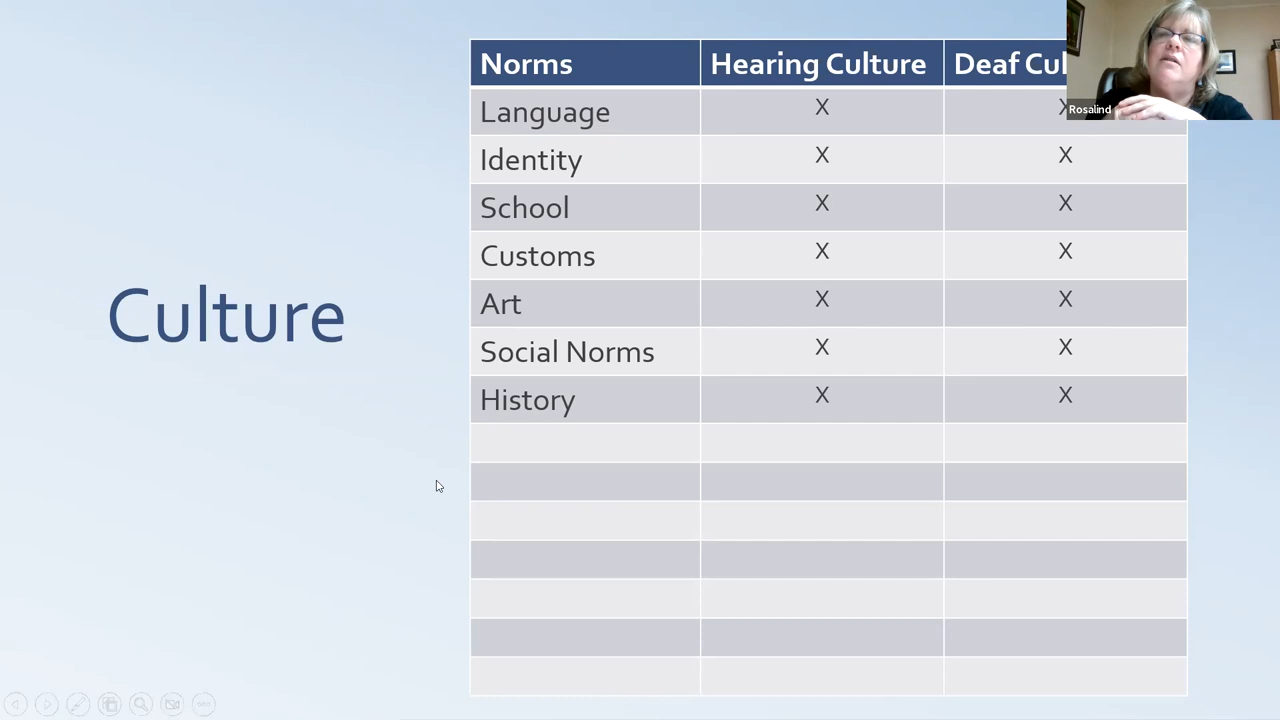 Norms Hearing Culture Deaf Cul
Rosalind
Language X X
Identity X X
School X X
Customs X X
Art X X
Social Norms X X
History X X
Culture